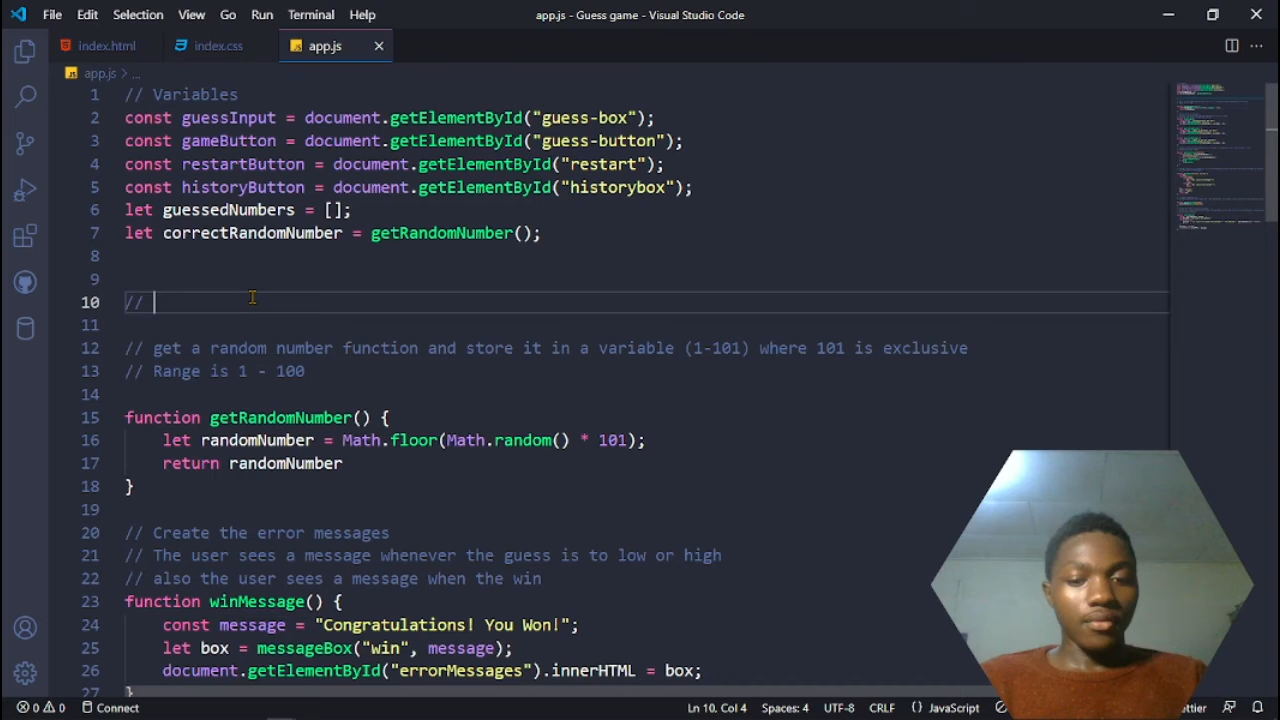 File Edit Selection View Go Run Terminal Help app.js - Guess game - Visual Studio Code
index.html index.css app.js
app.js > ...
1 // Variables
2 const guessInput = document.getElementById("guess-box");
3 const gameButton = document.getElementById("guess-button");
4 const restartButton = document.getElementById("restart");
5 const historyButton = document.getElementById("historybox");
6 let guessedNumbers = [];
7 let correctRandomNumber = getRandomNumber();
8
9
10 //
11
12 // get a random number function and store it in a variable (1-101) where 101 is exclusive
13 // Range is 1 - 100
14
15 function getRandomNumber() {
16 let randomNumber = Math.floor(Math.random() * 101);
17 return randomNumber
18 }
19
20 // Create the error messages
21 // The user sees a message whenever the guess is to low or high
22 // also the user sees a message when the win
23 function winMessage() {
24 const message = "Congratulations! You Won!";
25 let box = messageBox("win", message);
26 document.getElementById("errorMessages").innerHTML = box;
27 }
0 0 Connect Ln 10, Col 4 Spaces: 4 UTF-8 CRLF {} JavaScript